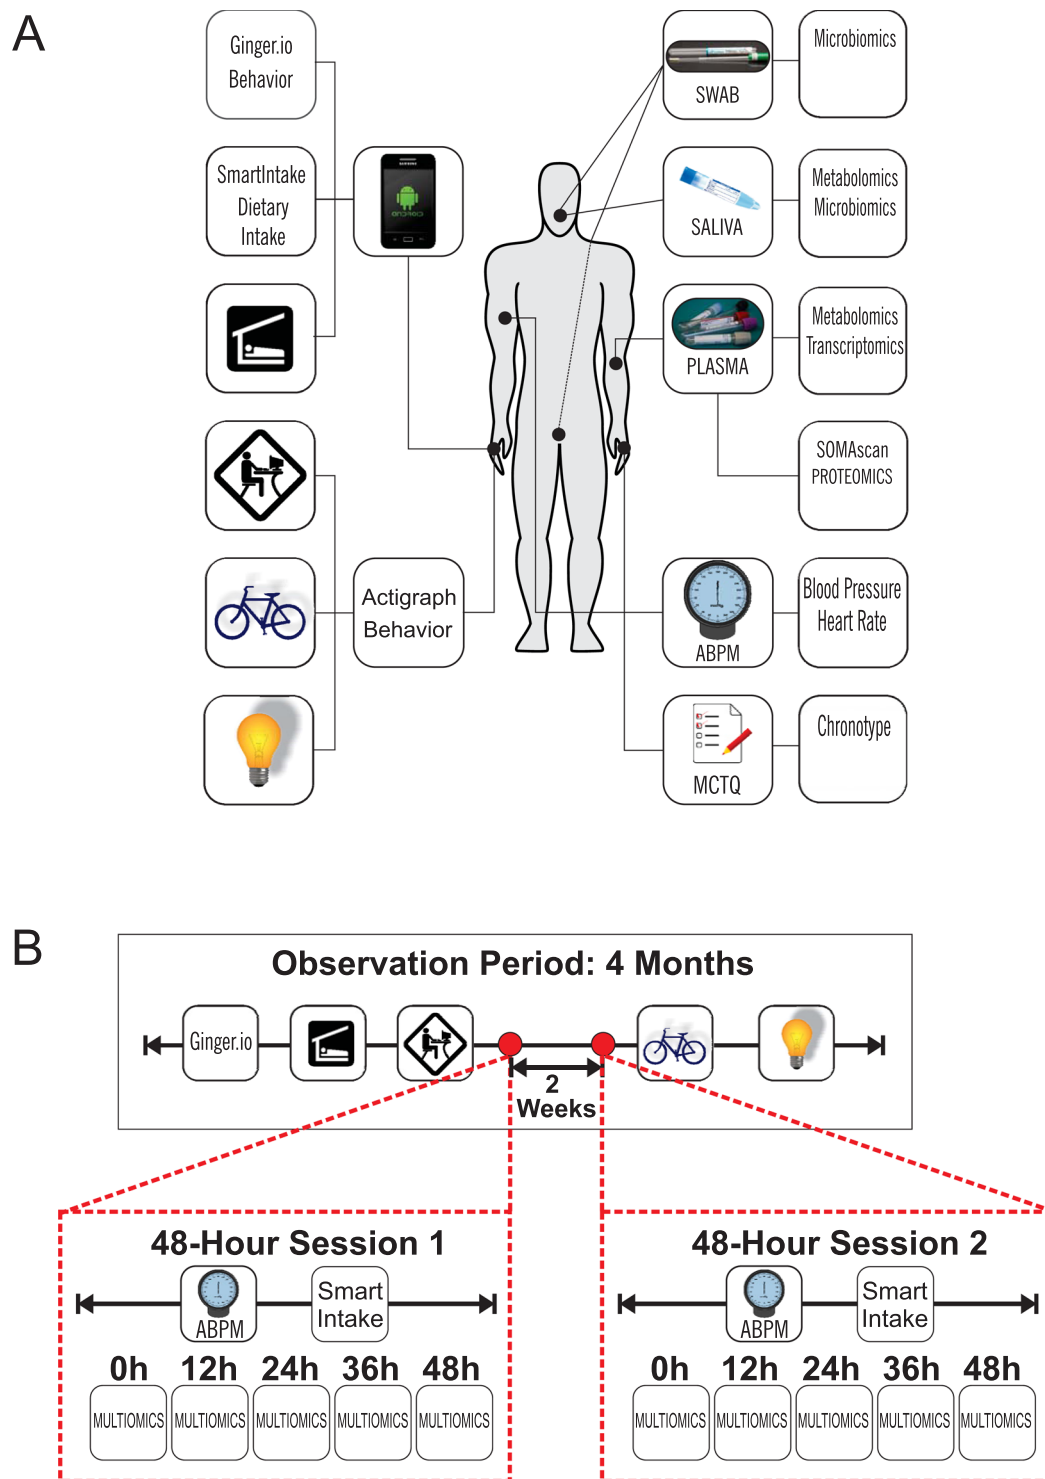 A
Ginger.io
Behavior
SmartIntake
Dietary
Intake
SAMSUNG
ANDROID
Actigraph
Behavior
SWAB
Microbiomics
SALIVA
Metabolomics
Microbiomics
PLASMA
Metabolomics
Transcriptomics
SOMAscan
PROTEOMICS
ABPM
Blood Pressure
Heart Rate
MCTQ
Chronotype
B
Observation Period: 4 Months
Ginger.io
2
Weeks
48-Hour Session 1
ABPM
Smart
Intake
0h 12h 24h 36h 48h
MULTIOMICS MULTIOMICS MULTIOMICS MULTIOMICS MULTIOMICS
48-Hour Session 2
ABPM
Smart
Intake
0h 12h 24h 36h 48h
MULTIOMICS MULTIOMICS MULTIOMICS MULTIOMICS MULTIOMICS